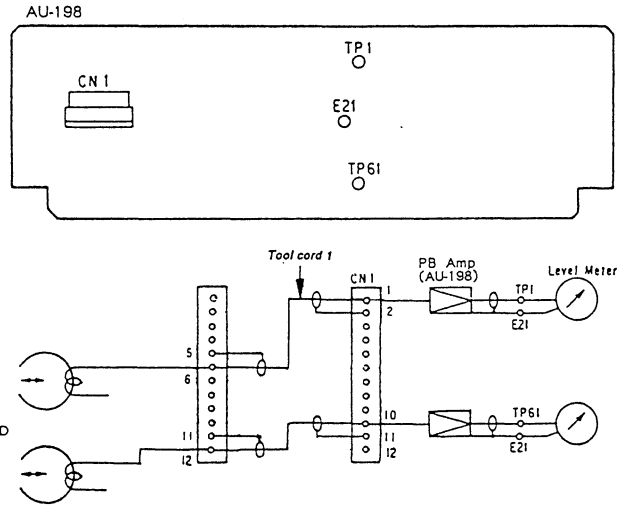 AU-198
TP1
CN1
E21
TP61
Tool cord 1
CN1
PB Amp
(AU-198)
Level Meter
1
2
TP1
E21
5
6
10
11
12
TP61
E21
11
12
D